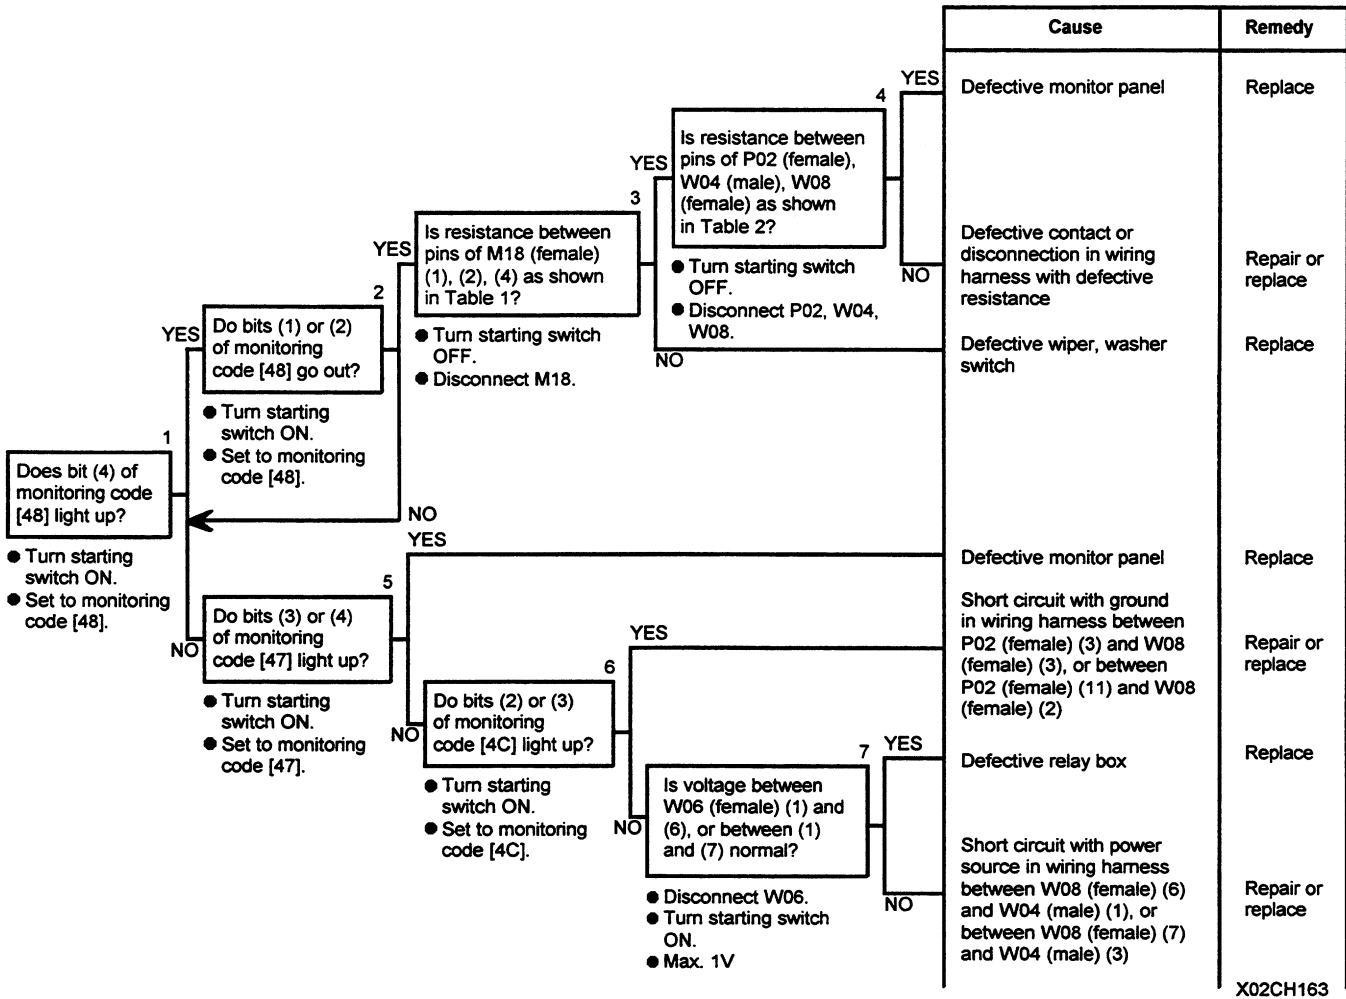 Cause
Remedy
YES
Defective monitor panel
Replace
4
Is resistance between
pins of P02 (female),
W04 (male), W08
(female) as shown
in Table 2?
● Turn starting switch
OFF.
● Disconnect P02, W04,
W08.
NO
Defective contact or
disconnection in wiring
harness with defective
resistance
Repair or
replace
YES
3
Is resistance between
pins of M18 (female)
(1), (2), (4) as shown
in Table 1?
● Turn starting switch
OFF.
● Disconnect M18.
NO
Defective wiper, washer
switch
Replace
YES
2
Do bits (1) or (2)
of monitoring
code [48] go out?
● Turn starting
switch ON.
● Set to monitoring
code [48].
YES
NO
1
Does bit (4) of
monitoring code
[48] light up?
● Turn starting
switch ON.
● Set to monitoring
code [48].
NO
5
Do bits (3) or (4)
of monitoring
code [47] light up?
● Turn starting
switch ON.
● Set to monitoring
code [47].
YES
Defective monitor panel
Replace
NO
6
Do bits (2) or (3)
of monitoring
code [4C] light up?
● Turn starting
switch ON.
● Set to monitoring
code [4C].
YES
Short circuit with ground
in wiring harness between
P02 (female) (3) and W08
(female) (3), or between
P02 (female) (11) and W08
(female) (2)
Repair or
replace
NO
7
Is voltage between
W06 (female) (1) and
(6), or between (1)
and (7) normal?
● Disconnect W06.
● Turn starting switch
ON.
● Max. 1V
YES
Defective relay box
Replace
NO
Short circuit with power
source in wiring harness
between W08 (female) (6)
and W04 (male) (1), or
between W08 (female) (7)
and W04 (male) (3)
Repair or
replace
X02CH163